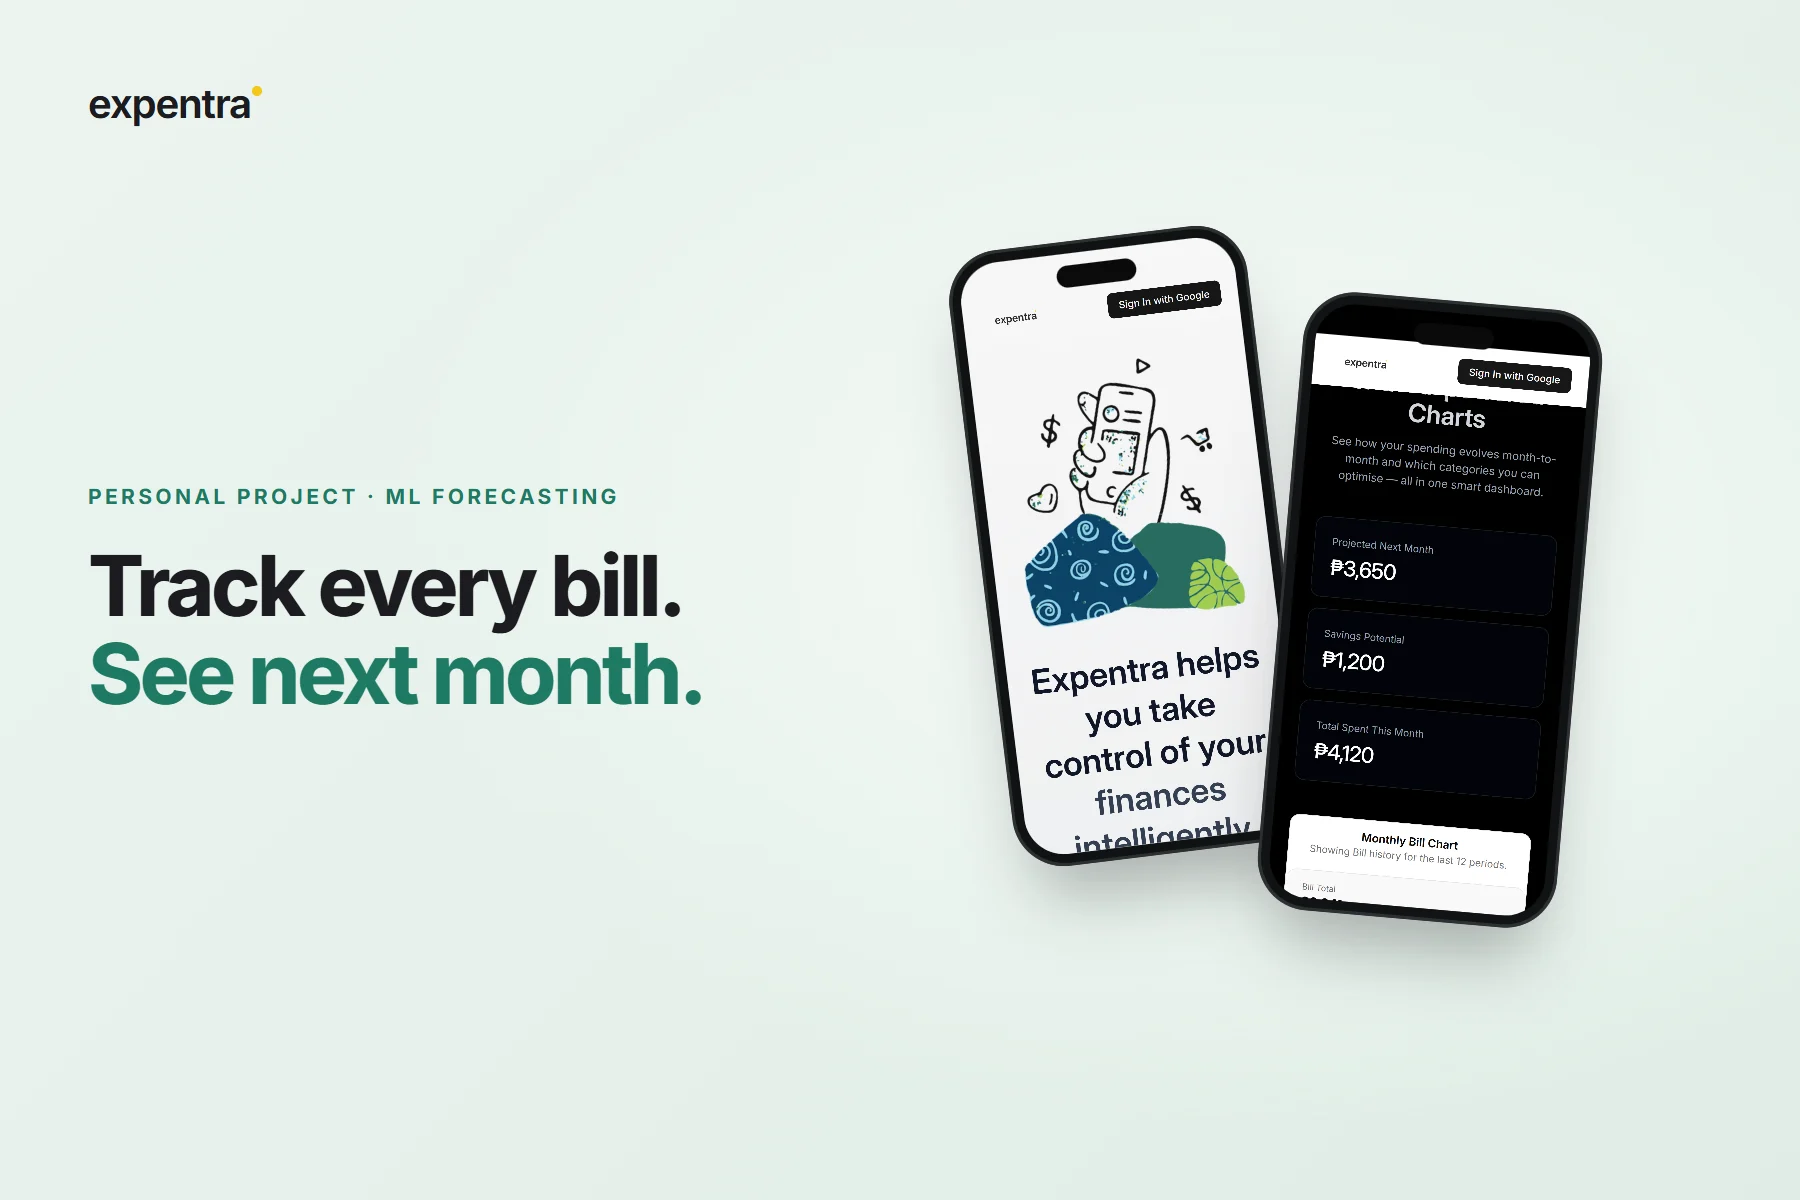 expentra
PERSONAL PROJECT · ML FORECASTING
Track every bill.
See next month.
expentra
Sign In with Google
$
$
Expentra helps
you take
control of your
finances
intelligently
expentra
Sign In with Google
Charts
See how your spending evolves month-to-
month and which categories you can
optimise — all in one smart dashboard.
Projected Next Month
₱3,650
Savings Potential
₱1,200
Total Spent This Month
₱4,120
Monthly Bill Chart
Showing Bill history for the last 12 periods.
Bill Total